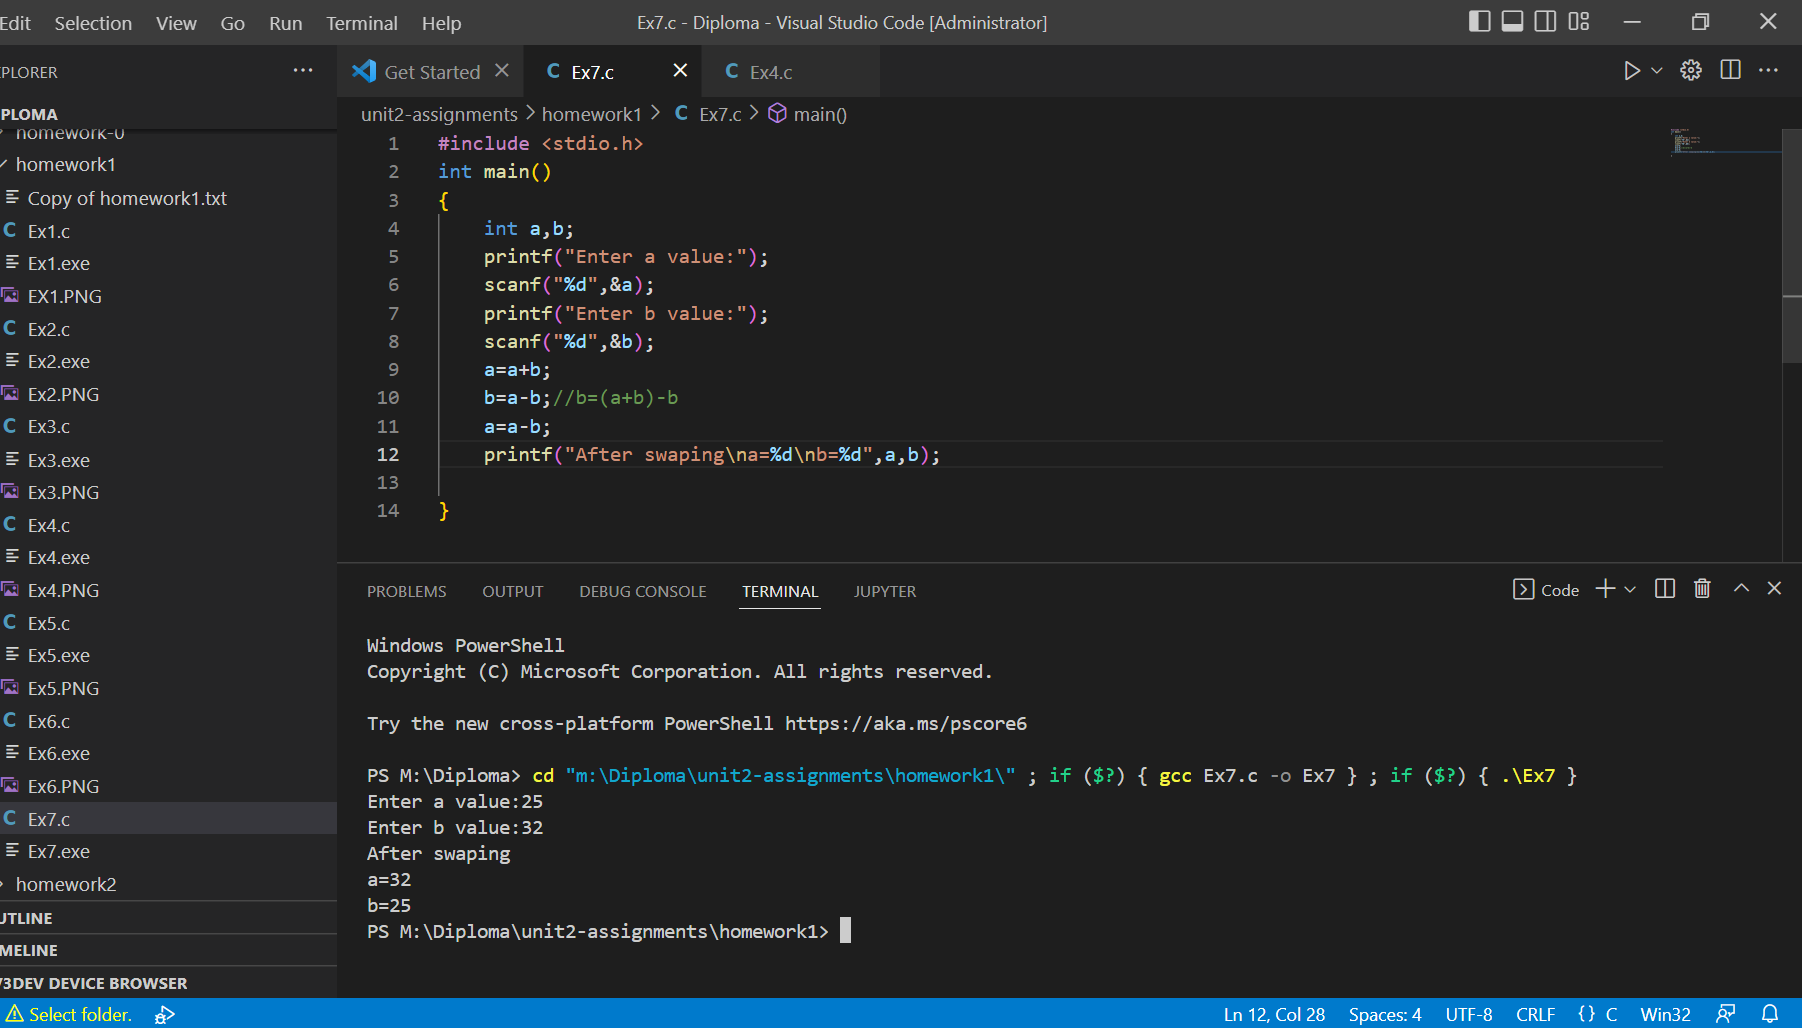 Edit Selection View Go Run Terminal Help
Ex7.c - Diploma - Visual Studio Code [Administrator]
PLORER
Get Started
Ex7.c
Ex4.c
PLOMA
unit2-assignments > homework1 > C Ex7.c > main()
homework-0
homework1
Copy of homework1.txt
C Ex1.c
Ex1.exe
EX1.PNG
C Ex2.c
Ex2.exe
Ex2.PNG
C Ex3.c
Ex3.exe
Ex3.PNG
C Ex4.c
Ex4.exe
Ex4.PNG
C Ex5.c
Ex5.exe
Ex5.PNG
C Ex6.c
Ex6.exe
Ex6.PNG
C Ex7.c
Ex7.exe
homework2
UTLINE
MELINE
V3DEV DEVICE BROWSER
1 #include <stdio.h>
2 int main()
3 {
4 int a,b;
5 printf("Enter a value:");
6 scanf("%d",&a);
7 printf("Enter b value:");
8 scanf("%d",&b);
9 a=a+b;
10 b=a-b;//b=(a+b)-b
11 a=a-b;
12 printf("After swaping\na=%d\nb=%d",a,b);
13
14 }
PROBLEMS OUTPUT DEBUG CONSOLE TERMINAL JUPYTER
Code
Windows PowerShell
Copyright (C) Microsoft Corporation. All rights reserved.
Try the new cross-platform PowerShell https://aka.ms/pscore6
PS M:\Diploma> cd "m:\Diploma\unit2-assignments\homework1\" ; if ($?) { gcc Ex7.c -o Ex7 } ; if ($?) { .\Ex7 }
Enter a value:25
Enter b value:32
After swaping
a=32
b=25
PS M:\Diploma\unit2-assignments\homework1>
Select folder.
Ln 12, Col 28 Spaces: 4 UTF-8 CRLF {} C Win32